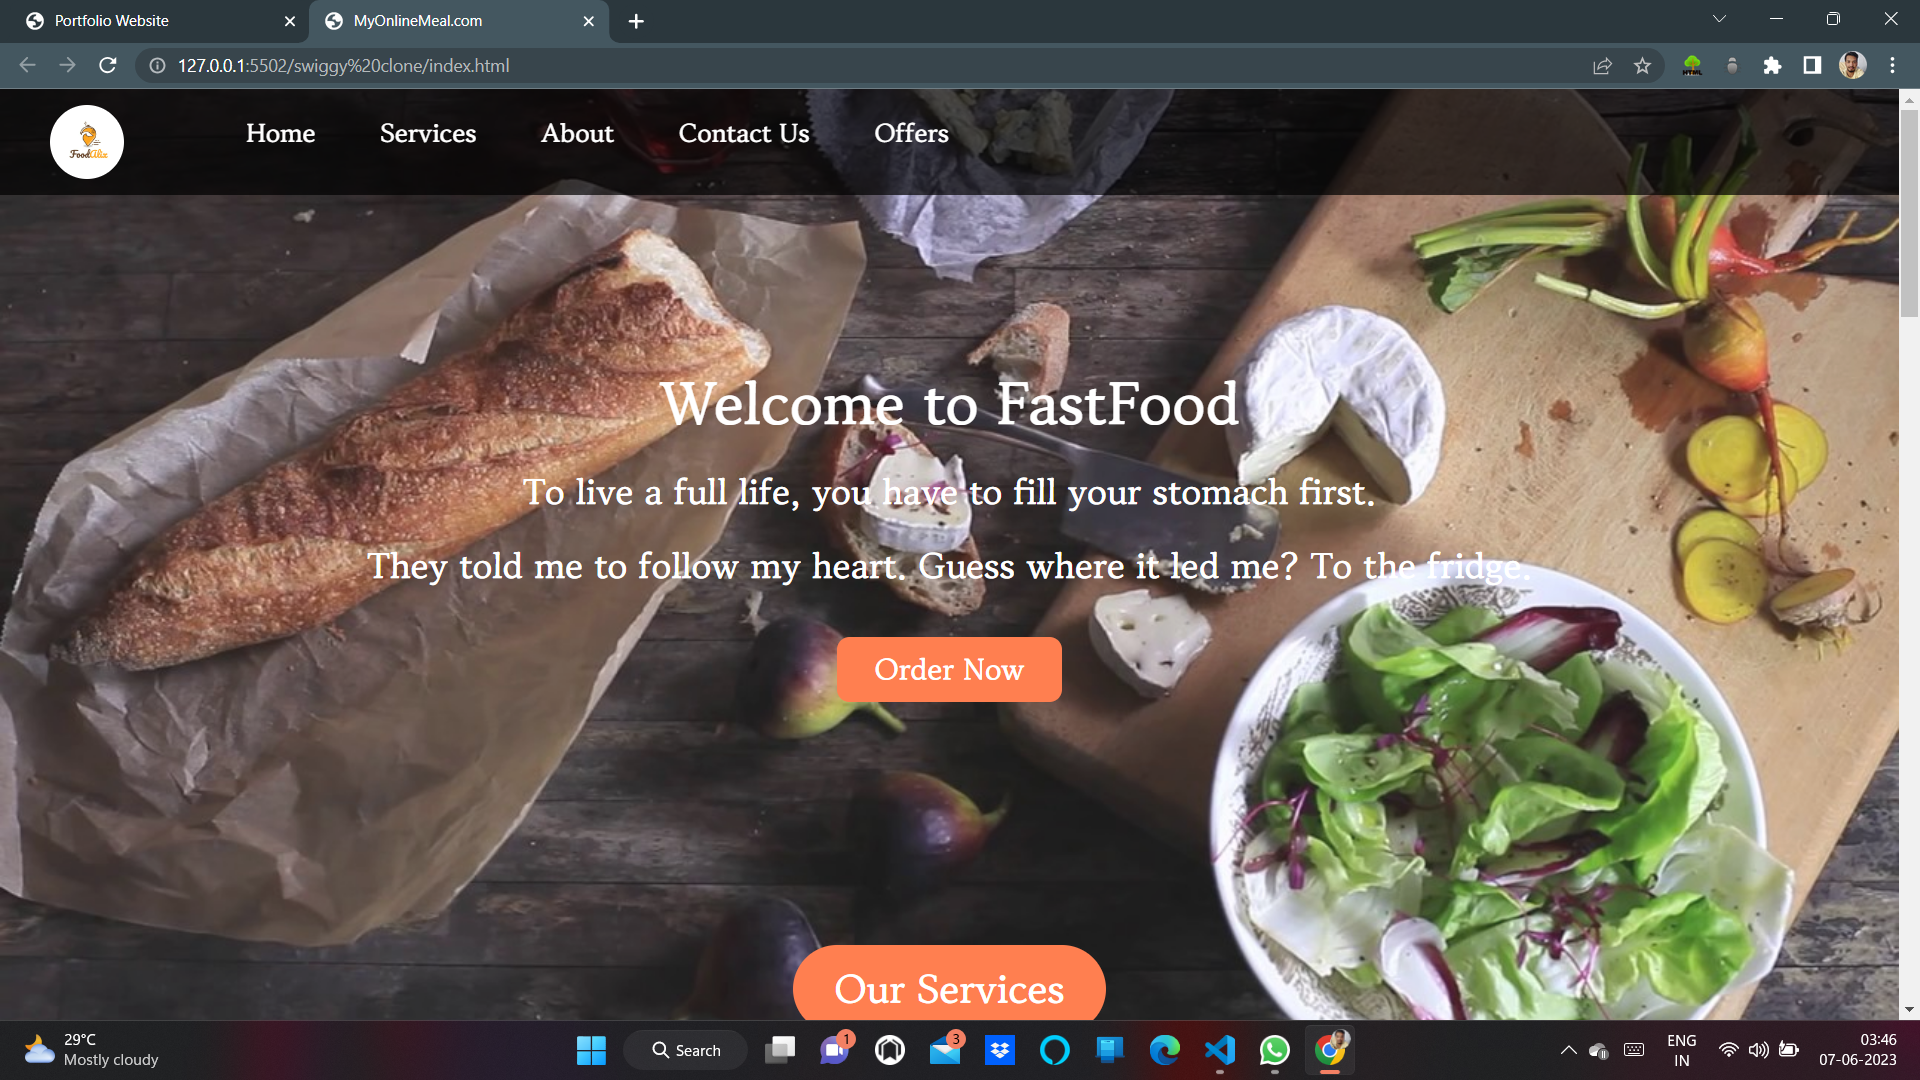 Portfolio Website
MyOnlineMeal.com
127.0.0.1:5502/swiggy%20clone/index.html
HTML
FoodAlix
Home Services About Contact Us Offers
Welcome to FastFood
To live a full life, you have to fill your stomach first.
They told me to follow my heart. Guess where it led me? To the fridge.
Order Now
Our Services
29°C
Mostly cloudy
Search
1
3
ENG
IN
03:46
07-06-2023